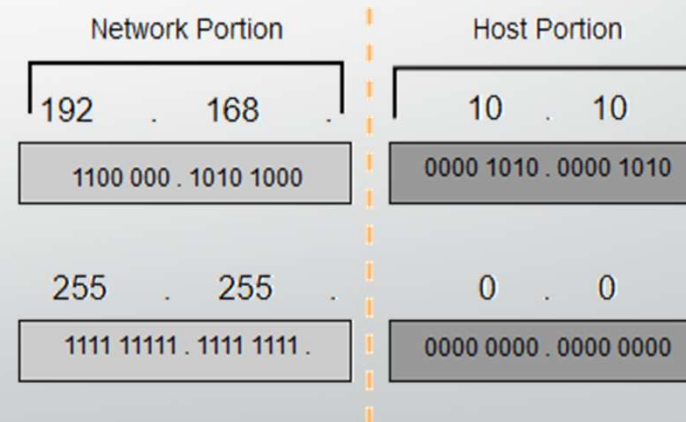 Network Portion Host Portion
192 . 168 . 10 . 10
1100 000 . 1010 1000 0000 1010 . 0000 1010
255 . 255 . 0 . 0
1111 11111 . 1111 1111 . 0000 0000 . 0000 0000